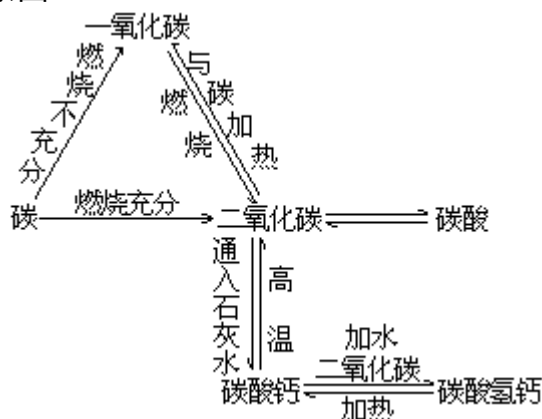 一氧化碳
燃烧不充分
与碳加热
燃烧
碳
燃烧充分
二氧化碳
碳酸
通入石灰水
高温
加水
二氧化碳
碳酸钙
碳酸氢钙
加热